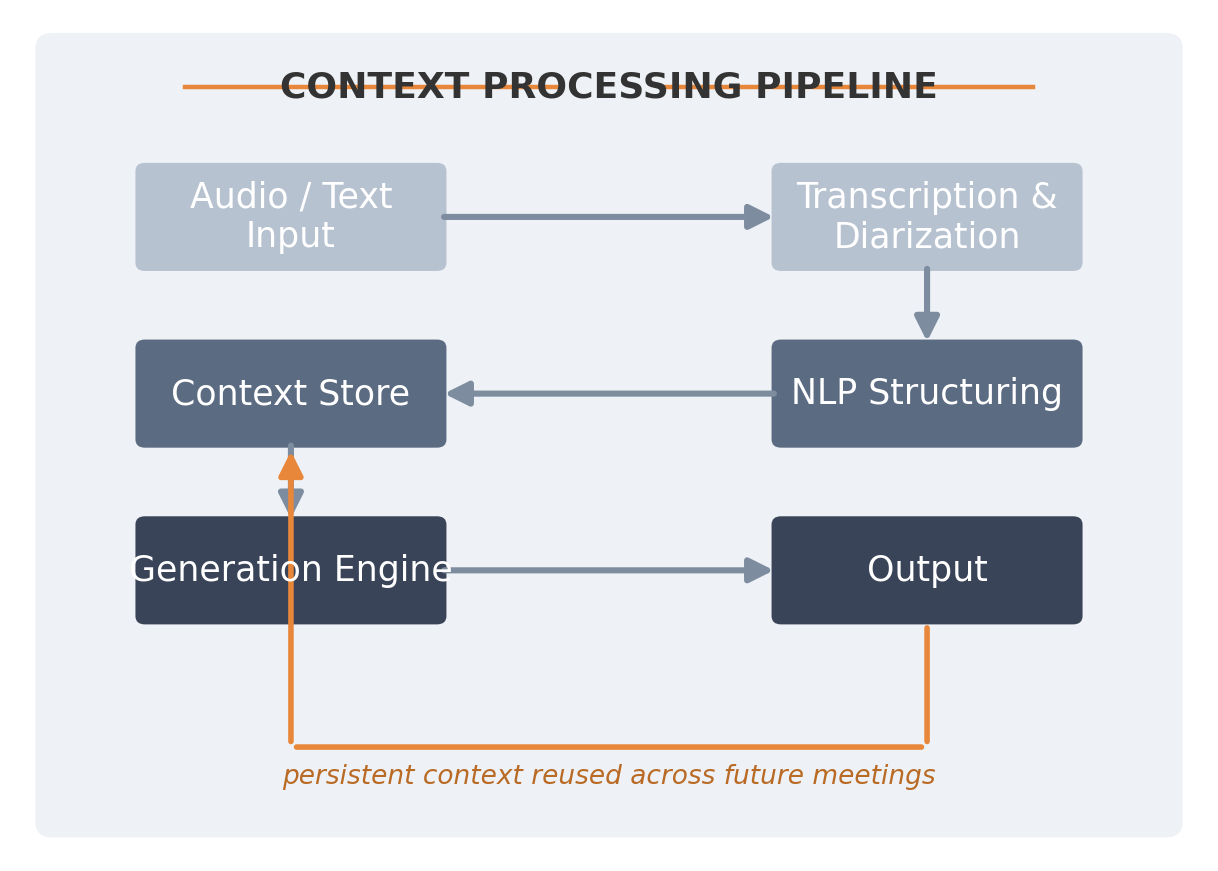 CONTEXT PROCESSING PIPELINE
Audio / Text
Input
Transcription &
Diarization
Context Store
NLP Structuring
Generation Engine
Output
persistent context reused across future meetings